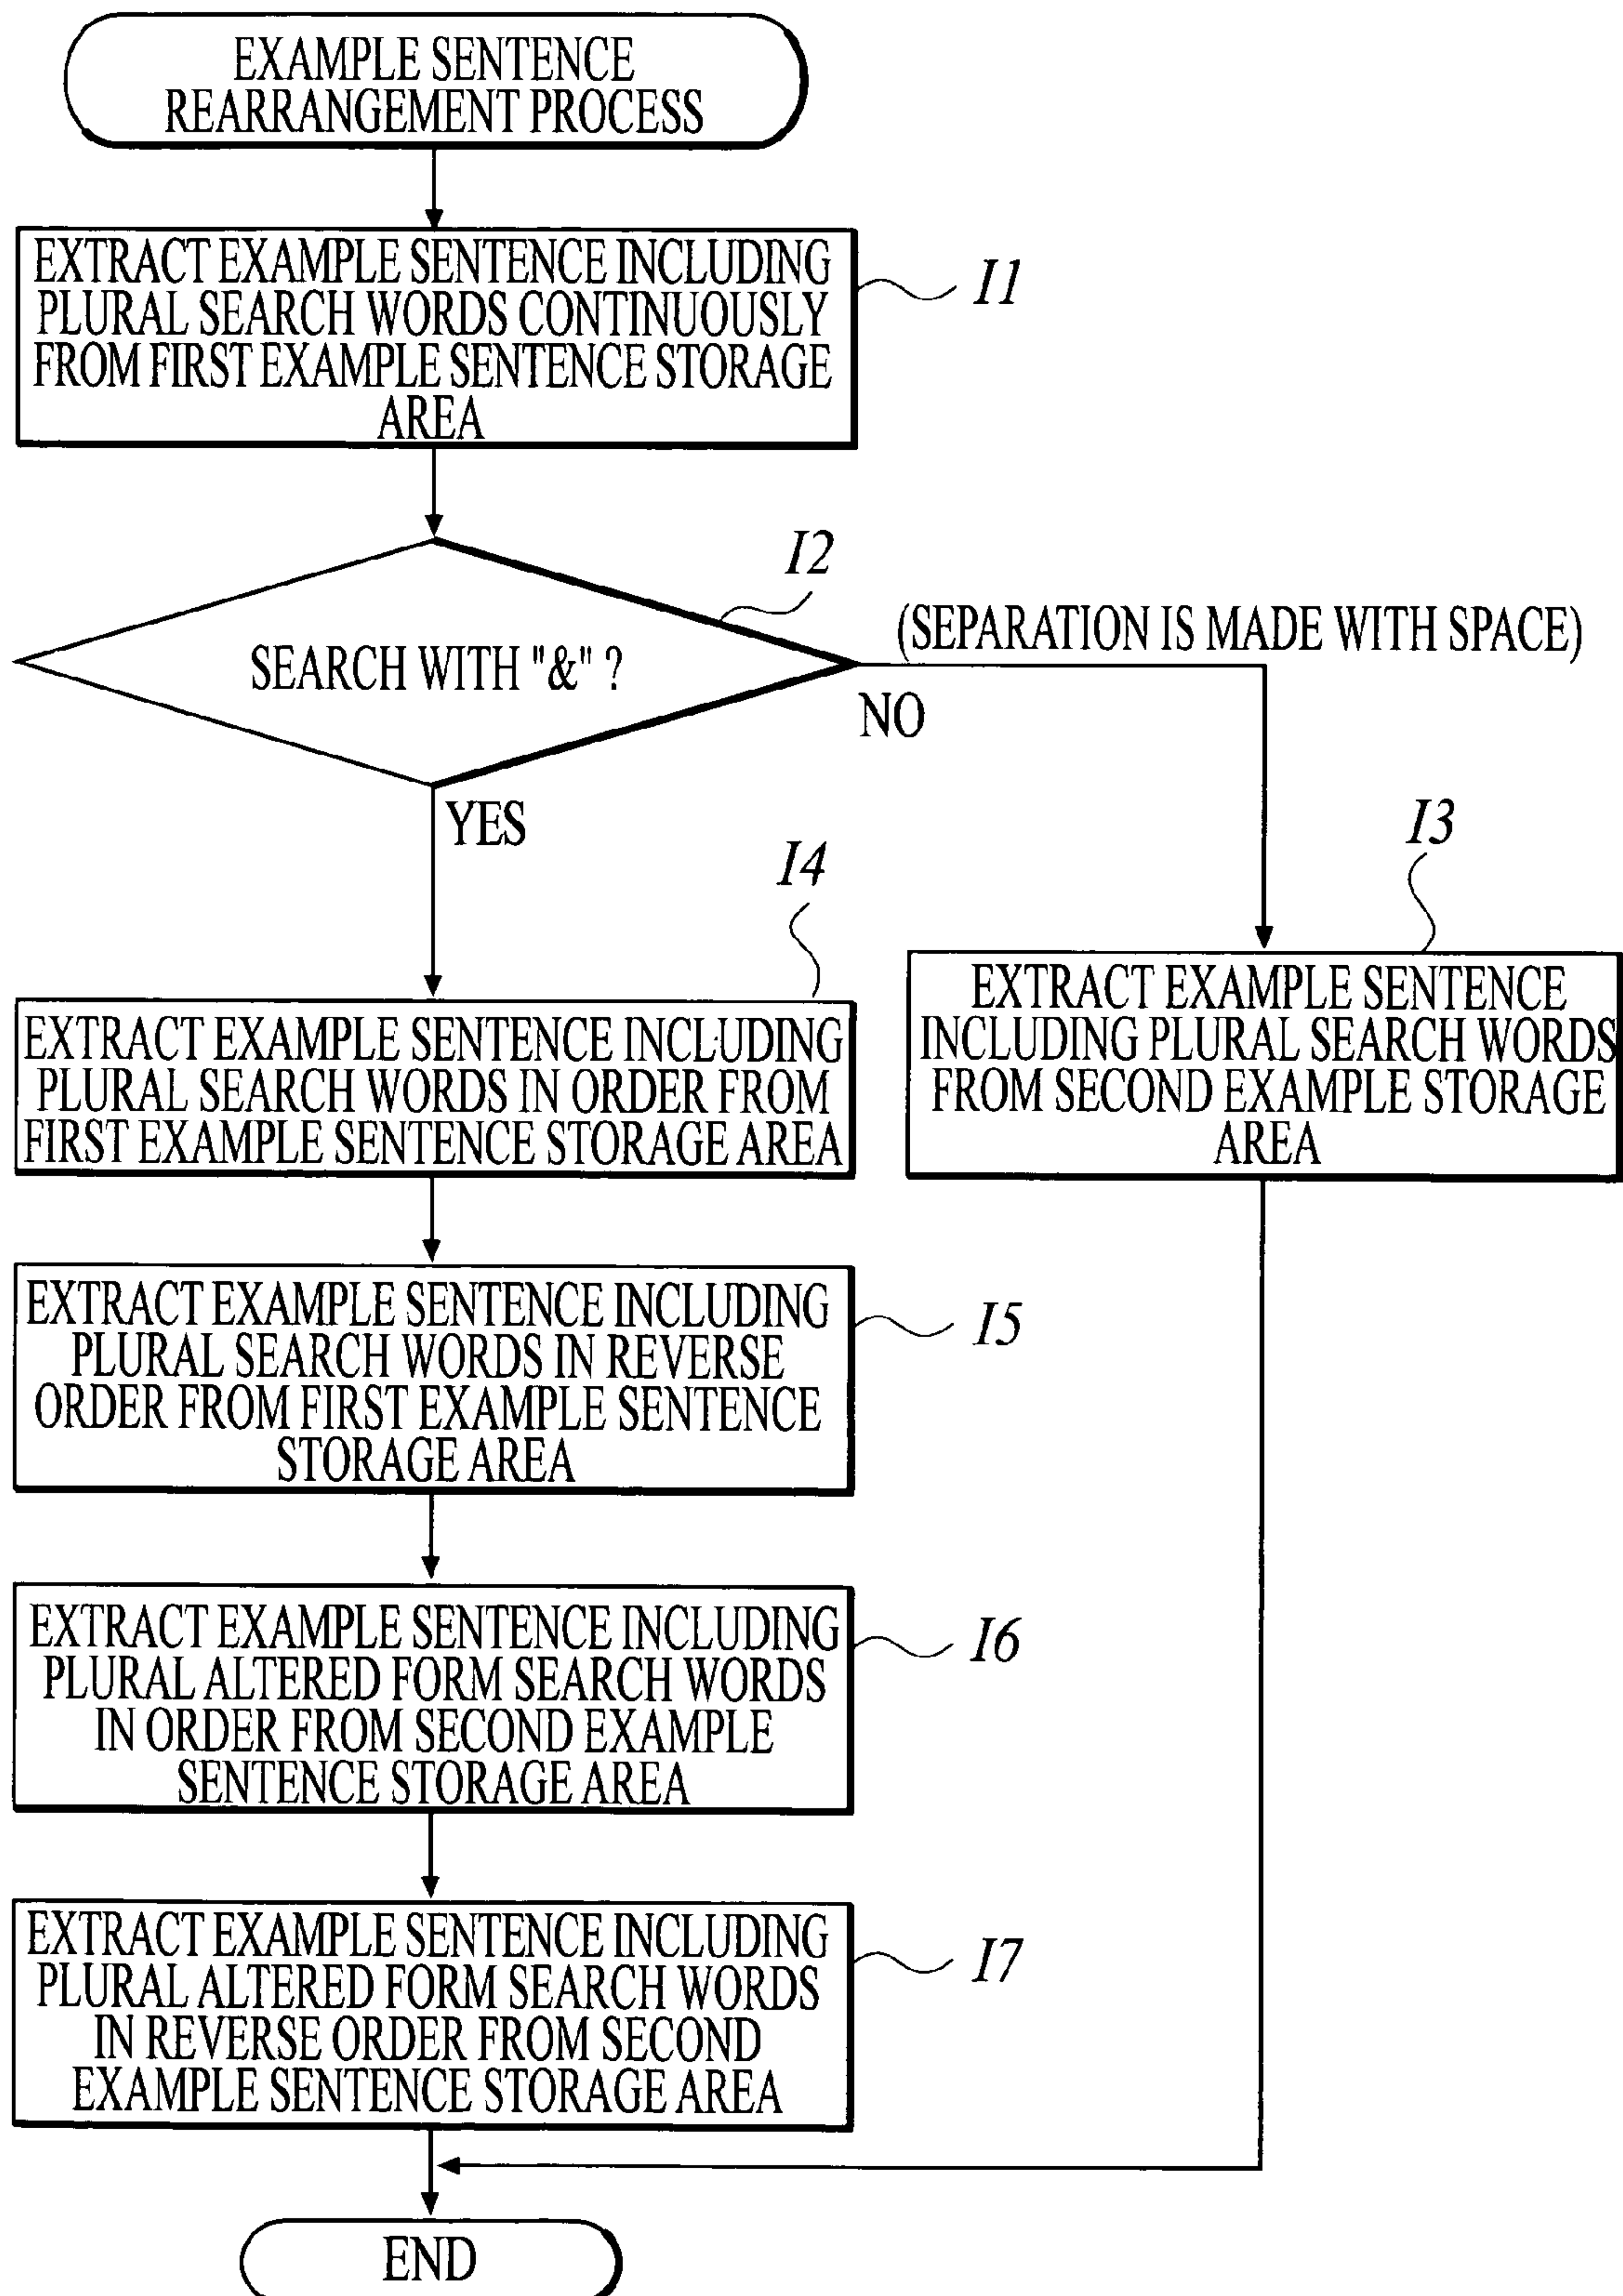 EXAMPLE SENTENCE
REARRANGEMENT PROCESS
EXTRACT EXAMPLE SENTENCE INCLUDING
PLURAL SEARCH WORDS CONTINUOUSLY
FROM FIRST EXAMPLE SENTENCE STORAGE
AREA
I1
I2
SEARCH WITH "&" ?
(SEPARATION IS MADE WITH SPACE)
NO
YES
I3
EXTRACT EXAMPLE SENTENCE
INCLUDING PLURAL SEARCH WORDS
FROM SECOND EXAMPLE STORAGE
AREA
I4
EXTRACT EXAMPLE SENTENCE INCLUDING
PLURAL SEARCH WORDS IN ORDER FROM
FIRST EXAMPLE SENTENCE STORAGE AREA
EXTRACT EXAMPLE SENTENCE INCLUDING
PLURAL SEARCH WORDS IN REVERSE
ORDER FROM FIRST EXAMPLE SENTENCE
STORAGE AREA
I5
EXTRACT EXAMPLE SENTENCE INCLUDING
PLURAL ALTERED FORM SEARCH WORDS
IN ORDER FROM SECOND EXAMPLE
SENTENCE STORAGE AREA
I6
EXTRACT EXAMPLE SENTENCE INCLUDING
PLURAL ALTERED FORM SEARCH WORDS
IN REVERSE ORDER FROM SECOND
EXAMPLE SENTENCE STORAGE AREA
I7
END